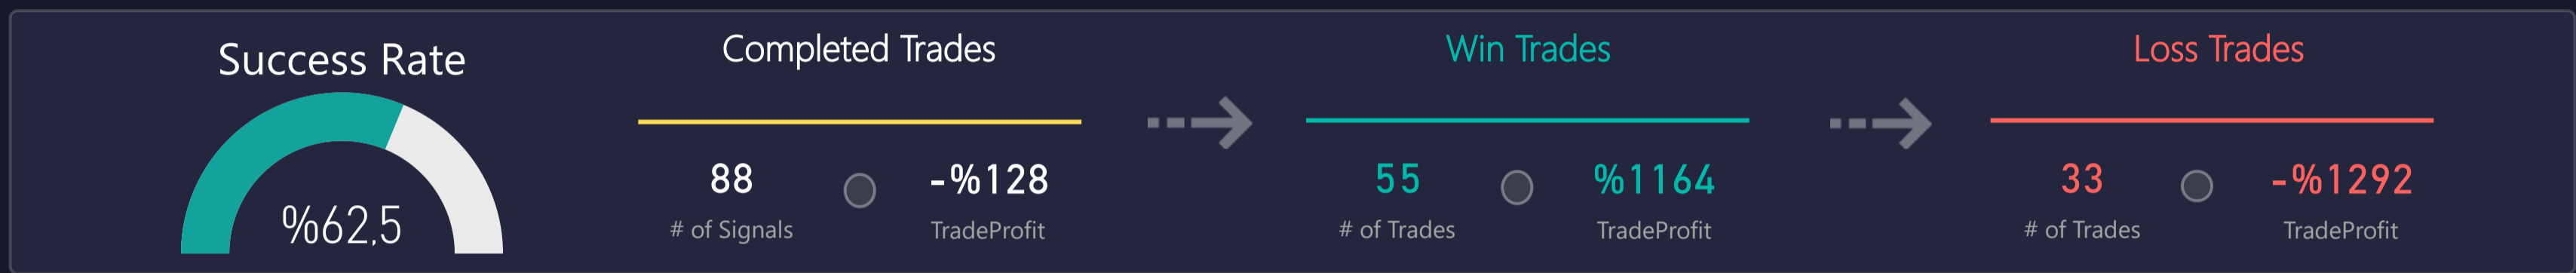 Success Rate
%62,5
Completed Trades
88
# of Signals
-%128
TradeProfit
Win Trades
55
# of Trades
%1164
TradeProfit
Loss Trades
33
# of Trades
-%1292
TradeProfit